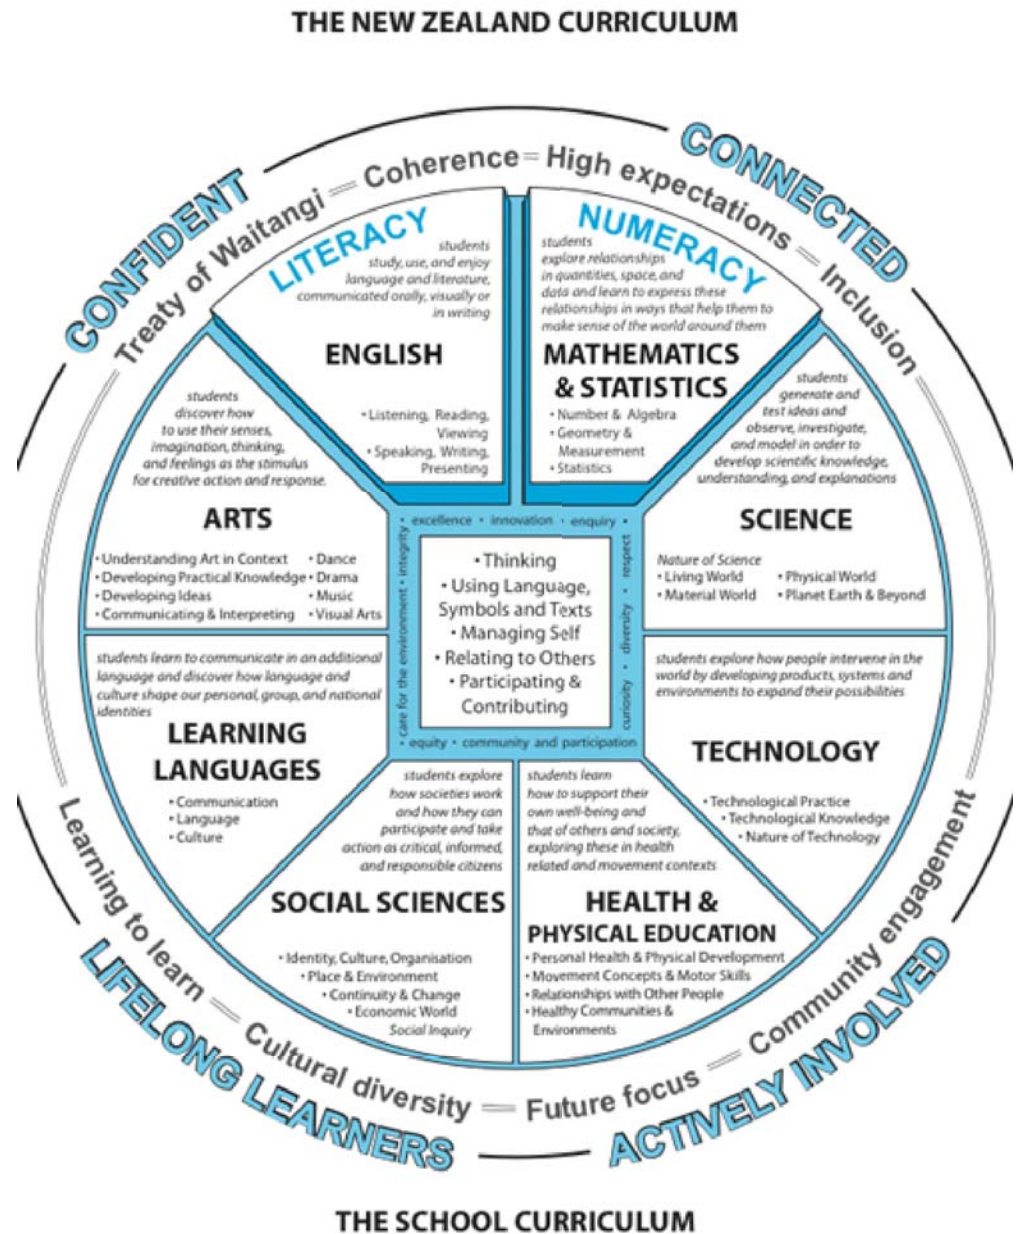 THE NEW ZEALAND CURRICULUM
CONFIDENT
CONNECTED
Treaty of Waitangi
Coherence
High expectations
Inclusion
LITERACY
students
study, use, and enjoy
language and literature,
communicated orally, visually or
in writing
ENGLISH
• Listening, Reading,
Viewing
• Speaking, Writing,
Presenting
NUMERACY
students
explore relationships
in quantities, space, and
data and learn to express these
relationships in ways that help them to
make sense of the world around them
MATHEMATICS
& STATISTICS
• Number & Algebra
• Geometry &
Measurement
• Statistics
students
discover how
to use their senses,
imagination, thinking,
and feelings as the stimulus
for creative action and response.
ARTS
• Understanding Art in Context
• Developing Practical Knowledge
• Developing Ideas
• Communicating & Interpreting
• Dance
• Drama
• Music
• Visual Arts
students
generate and
test ideas and
observe, investigate,
and model in order to
develop scientific knowledge,
understanding, and explanations
SCIENCE
Nature of Science
• Living World
• Material World
• Physical World
• Planet Earth & Beyond
• excellence • innovation • enquiry •
respect
diversity •
curiosity •
• care for the environment • integrity
• equity • community and participation
• Thinking
• Using Language,
Symbols and Texts
• Managing Self
• Relating to Others
• Participating &
Contributing
students learn to communicate in an additional
language and discover how language and
culture shape our personal, group, and national
identities
LEARNING
LANGUAGES
• Communication
• Language
• Culture
students explore how people intervene in the
world by developing products, systems and
environments to expand their possibilities
TECHNOLOGY
• Technological Practice
• Technological Knowledge
• Nature of Technology
students explore
how societies work
and how they can
participate and take
action as critical, informed,
and responsible citizens
SOCIAL SCIENCES
• Identity, Culture, Organisation
• Place & Environment
• Continuity & Change
• Economic World
Social Inquiry
students learn
how to support their
own well-being and
that of others and society,
exploring these in health
related and movement contexts
HEALTH &
PHYSICAL EDUCATION
• Personal Health & Physical Development
• Movement Concepts & Motor Skills
• Relationships with Other People
• Healthy Communities &
Environments
Learning to learn
Cultural diversity
Future focus
Community engagement
LIFELONG LEARNERS
ACTIVELY INVOLVED
THE SCHOOL CURRICULUM